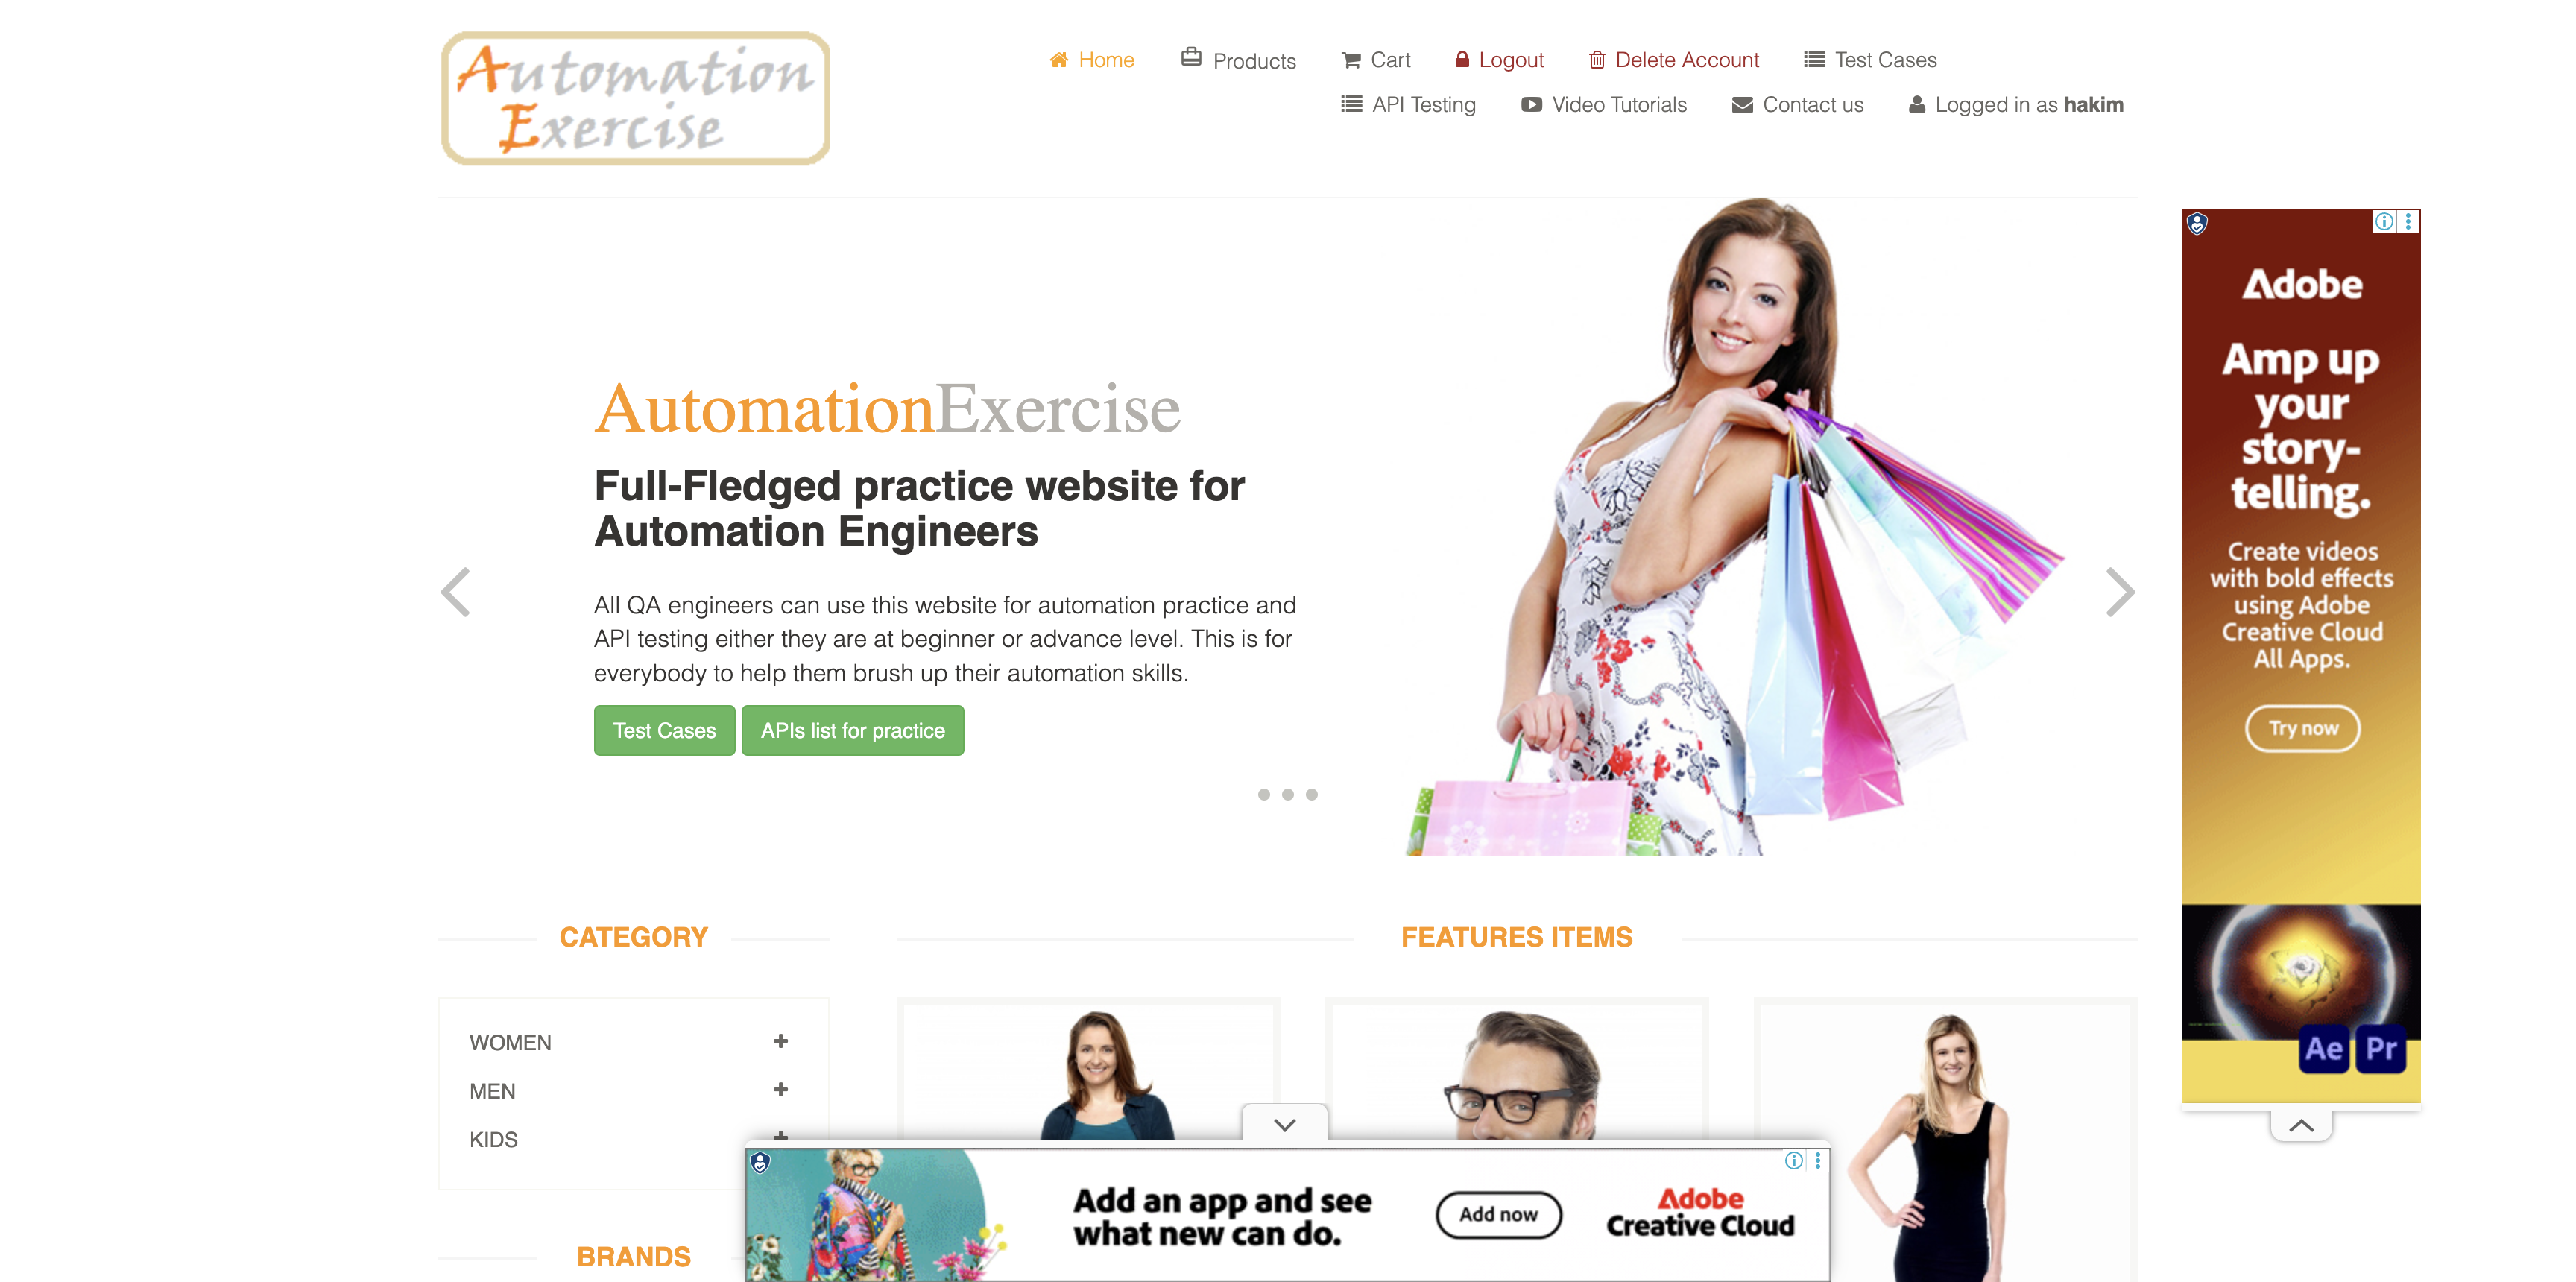 Automation
Exercise
Home Products Cart Logout Delete Account Test Cases
API Testing Video Tutorials Contact us Logged in as hakim
AutomationExercise
Full-Fledged practice website for
Automation Engineers
All QA engineers can use this website for automation practice and
API testing either they are at beginner or advance level. This is for
everybody to help them brush up their automation skills.
Test Cases APIs list for practice
Adobe
Amp up
your
story-
telling.
Create videos
with bold effects
using Adobe
Creative Cloud
All Apps.
Try now
Ae Pr
CATEGORY
WOMEN
MEN
KIDS
BRANDS
FEATURES ITEMS
Add an app and see
what new can do.
Add now
Adobe
Creative Cloud